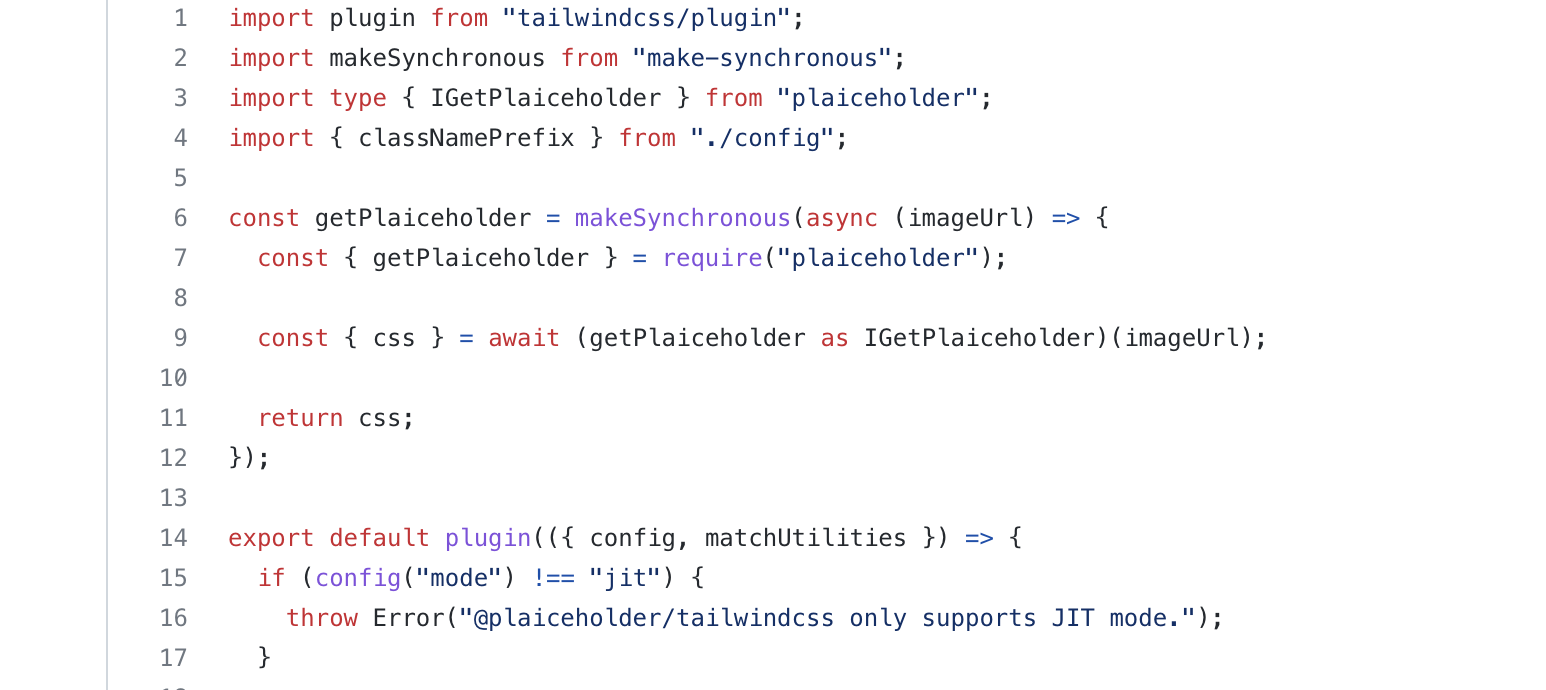 1 import plugin from "tailwindcss/plugin";
2 import makeSynchronous from "make-synchronous";
3 import type { IGetPlaiceholder } from "plaiceholder";
4 import { classNamePrefix } from "./config";
5
6 const getPlaiceholder = makeSynchronous(async (imageUrl) => {
7   const { getPlaiceholder } = require("plaiceholder");
8
9   const { css } = await (getPlaiceholder as IGetPlaiceholder)(imageUrl);
10
11   return css;
12 });
13
14 export default plugin(({ config, matchUtilities }) => {
15   if (config("mode") !== "jit") {
16     throw Error("@plaiceholder/tailwindcss only supports JIT mode.");
17   }